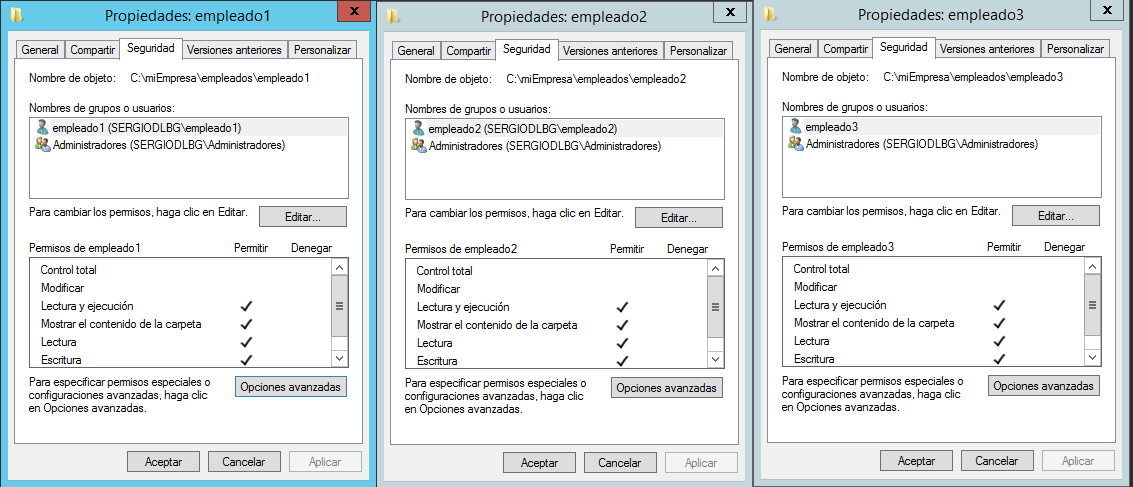 Propiedades: empleado1
x
General
Compartir
Seguridad
Versiones anteriores
Personalizar
Nombre de objeto: C:\miEmpresa\empleados\empleado1
Nombres de grupos o usuarios:
empleado1 (SERGIODLBG\empleado1)
Administradores (SERGIODLBG\Administradores)
Para cambiar los permisos, haga clic en Editar.
Editar...
Permisos de empleado1 Permitir Denegar
Control total
Modificar
Lectura y ejecución
Mostrar el contenido de la carpeta
Lectura
Escritura
Para especificar permisos especiales o
configuraciones avanzadas, haga clic
en Opciones avanzadas.
Opciones avanzadas
Aceptar
Cancelar
Aplicar
Propiedades: empleado2
x
General
Compartir
Seguridad
Versiones anteriores
Personalizar
Nombre de objeto: C:\miEmpresa\empleados\empleado2
Nombres de grupos o usuarios:
empleado2 (SERGIODLBG\empleado2)
Administradores (SERGIODLBG\Administradores)
Para cambiar los permisos, haga clic en Editar.
Editar...
Permisos de empleado2 Permitir Denegar
Control total
Modificar
Lectura y ejecución
Mostrar el contenido de la carpeta
Lectura
Escritura
Para especificar permisos especiales o
configuraciones avanzadas, haga clic
en Opciones avanzadas.
Opciones avanzadas
Aceptar
Cancelar
Aplicar
Propiedades: empleado3
x
General
Compartir
Seguridad
Versiones anteriores
Personalizar
Nombre de objeto: C:\miEmpresa\empleados\empleado3
Nombres de grupos o usuarios:
empleado3
Administradores (SERGIODLBG\Administradores)
Para cambiar los permisos, haga clic en Editar.
Editar...
Permisos de empleado3 Permitir Denegar
Control total
Modificar
Lectura y ejecución
Mostrar el contenido de la carpeta
Lectura
Escritura
Para especificar permisos especiales o
configuraciones avanzadas, haga clic
en Opciones avanzadas.
Opciones avanzadas
Aceptar
Cancelar
Aplicar